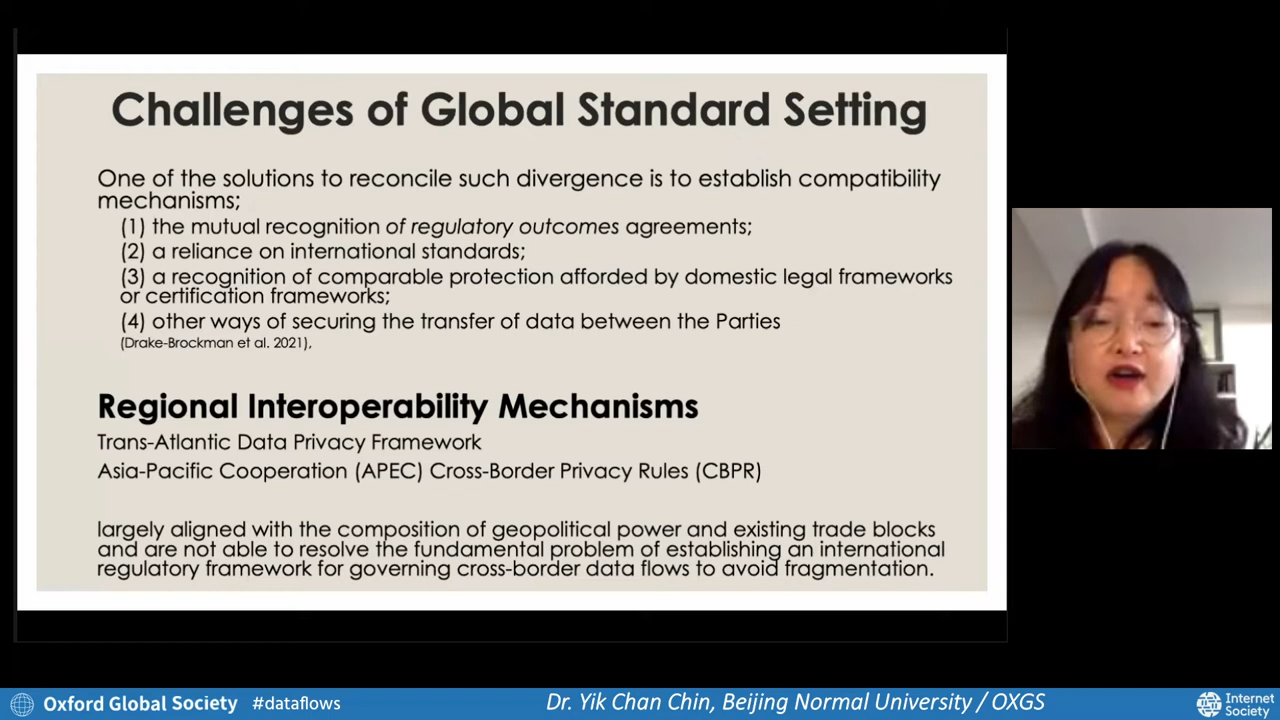 Challenges of Global Standard Setting
One of the solutions to reconcile such divergence is to establish compatibility
mechanisms;
(1) the mutual recognition of regulatory outcomes agreements;
(2) a reliance on international standards;
(3) a recognition of comparable protection afforded by domestic legal frameworks
or certification frameworks;
(4) other ways of securing the transfer of data between the Parties
(Drake-Brockman et al. 2021),
Regional Interoperability Mechanisms
Trans-Atlantic Data Privacy Framework
Asia-Pacific Cooperation (APEC) Cross-Border Privacy Rules (CBPR)
largely aligned with the composition of geopolitical power and existing trade blocks
and are not able to resolve the fundamental problem of establishing an international
regulatory framework for governing cross-border data flows to avoid fragmentation.
Oxford Global Society #dataflows Dr. Yik Chan Chin, Beijing Normal University / OXGS
Internet
Society